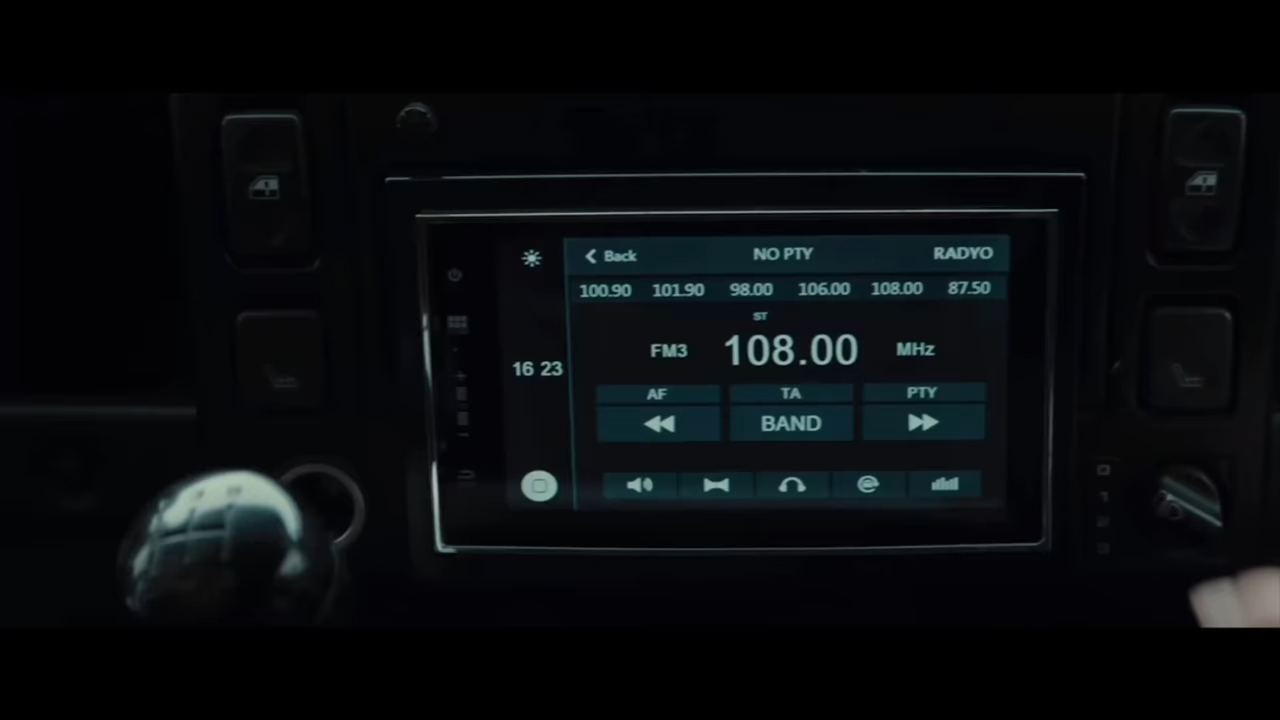 Back NO PTY RADYO
100.90 101.90 98.00 106.00 108.00 87.50
ST
FM3 108.00 MHz
16 23
AF TA PTY
BAND